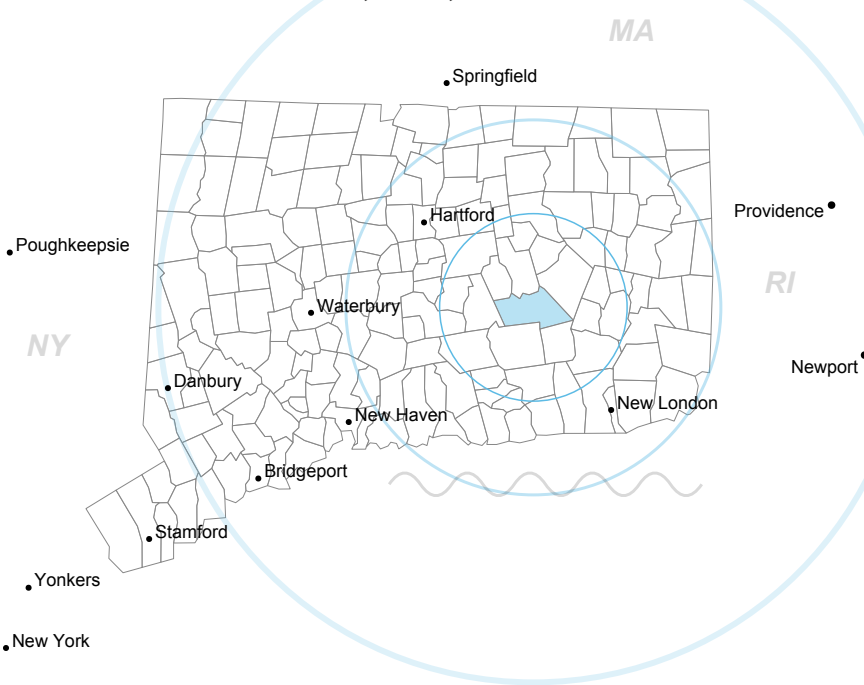 MA
Springfield
Hartford
Providence
Poughkeepsie
RI
Waterbury
NY
Newport
Danbury
New London
New Haven
Bridgeport
Stamford
Yonkers
New York